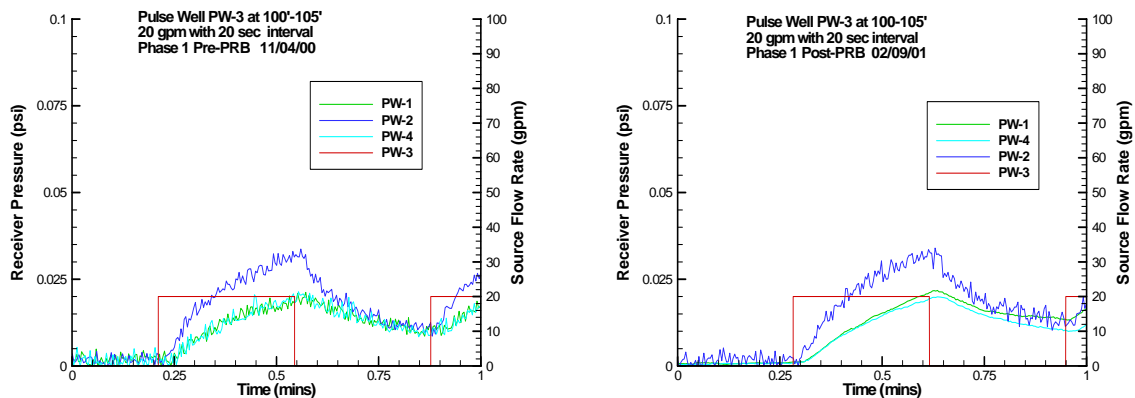 Pulse Well PW-3 at 100'-105'
20 gpm with 20 sec interval
Phase 1 Pre-PRB 11/04/00
PW-1
PW-2
PW-4
PW-3
Receiver Pressure (psi)
0.1
0.075
0.05
0.025
0
Source Flow Rate (gpm)
100
90
80
70
60
50
40
30
20
10
0
0
0.25
0.5
0.75
1
Time (mins)
Pulse Well PW-3 at 100-105'
20 gpm with 20 sec interval
Phase 1 Post-PRB 02/09/01
PW-1
PW-4
PW-2
PW-3
Receiver Pressure (psi)
0.1
0.075
0.05
0.025
0
Source Flow Rate (gpm)
100
90
80
70
60
50
40
30
20
10
0
0
0.25
0.5
0.75
1
Time (mins)